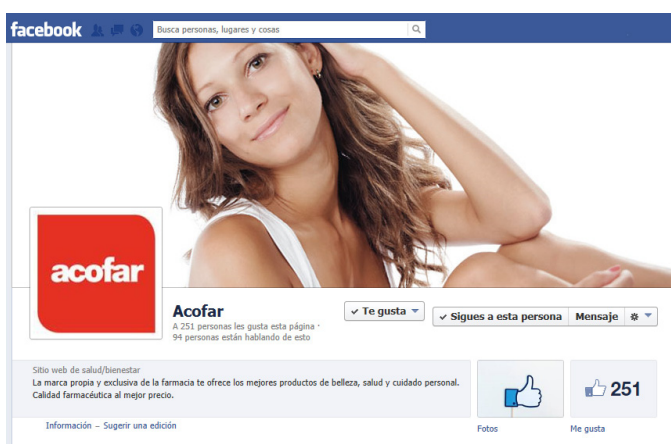 facebook
Busca personas, lugares y cosas
acofar
Acofar
A 251 personas les gusta esta página ·
94 personas están hablando de esto
✓ Te gusta
✓ Sigues a esta persona
Mensaje
Sitio web de salud/bienestar
La marca propia y exclusiva de la farmacia te ofrece los mejores productos de belleza, salud y cuidado personal.
Calidad farmacéutica al mejor precio.
251
Información – Sugerir una edición
Fotos
Me gusta